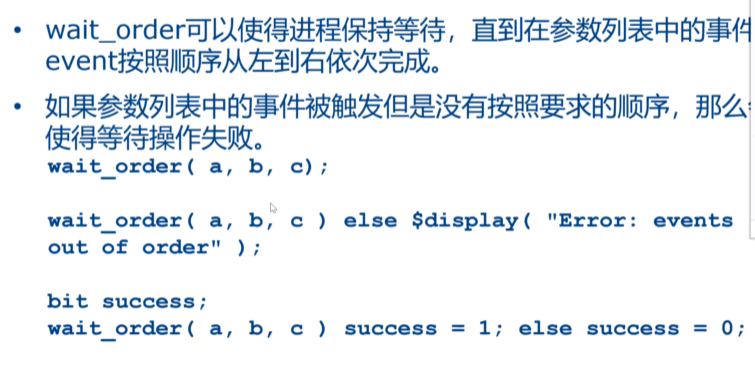 • wait_order可以使得进程保持等待，直到在参数列表中的事件
event按照顺序从左到右依次完成。
• 如果参数列表中的事件被触发但是没有按照要求的顺序，那么
使得等待操作失败。
wait_order( a, b, c);
wait_order( a, b, c ) else $display( "Error: events
out of order" );
bit success;
wait_order( a, b, c ) success = 1; else success = 0;